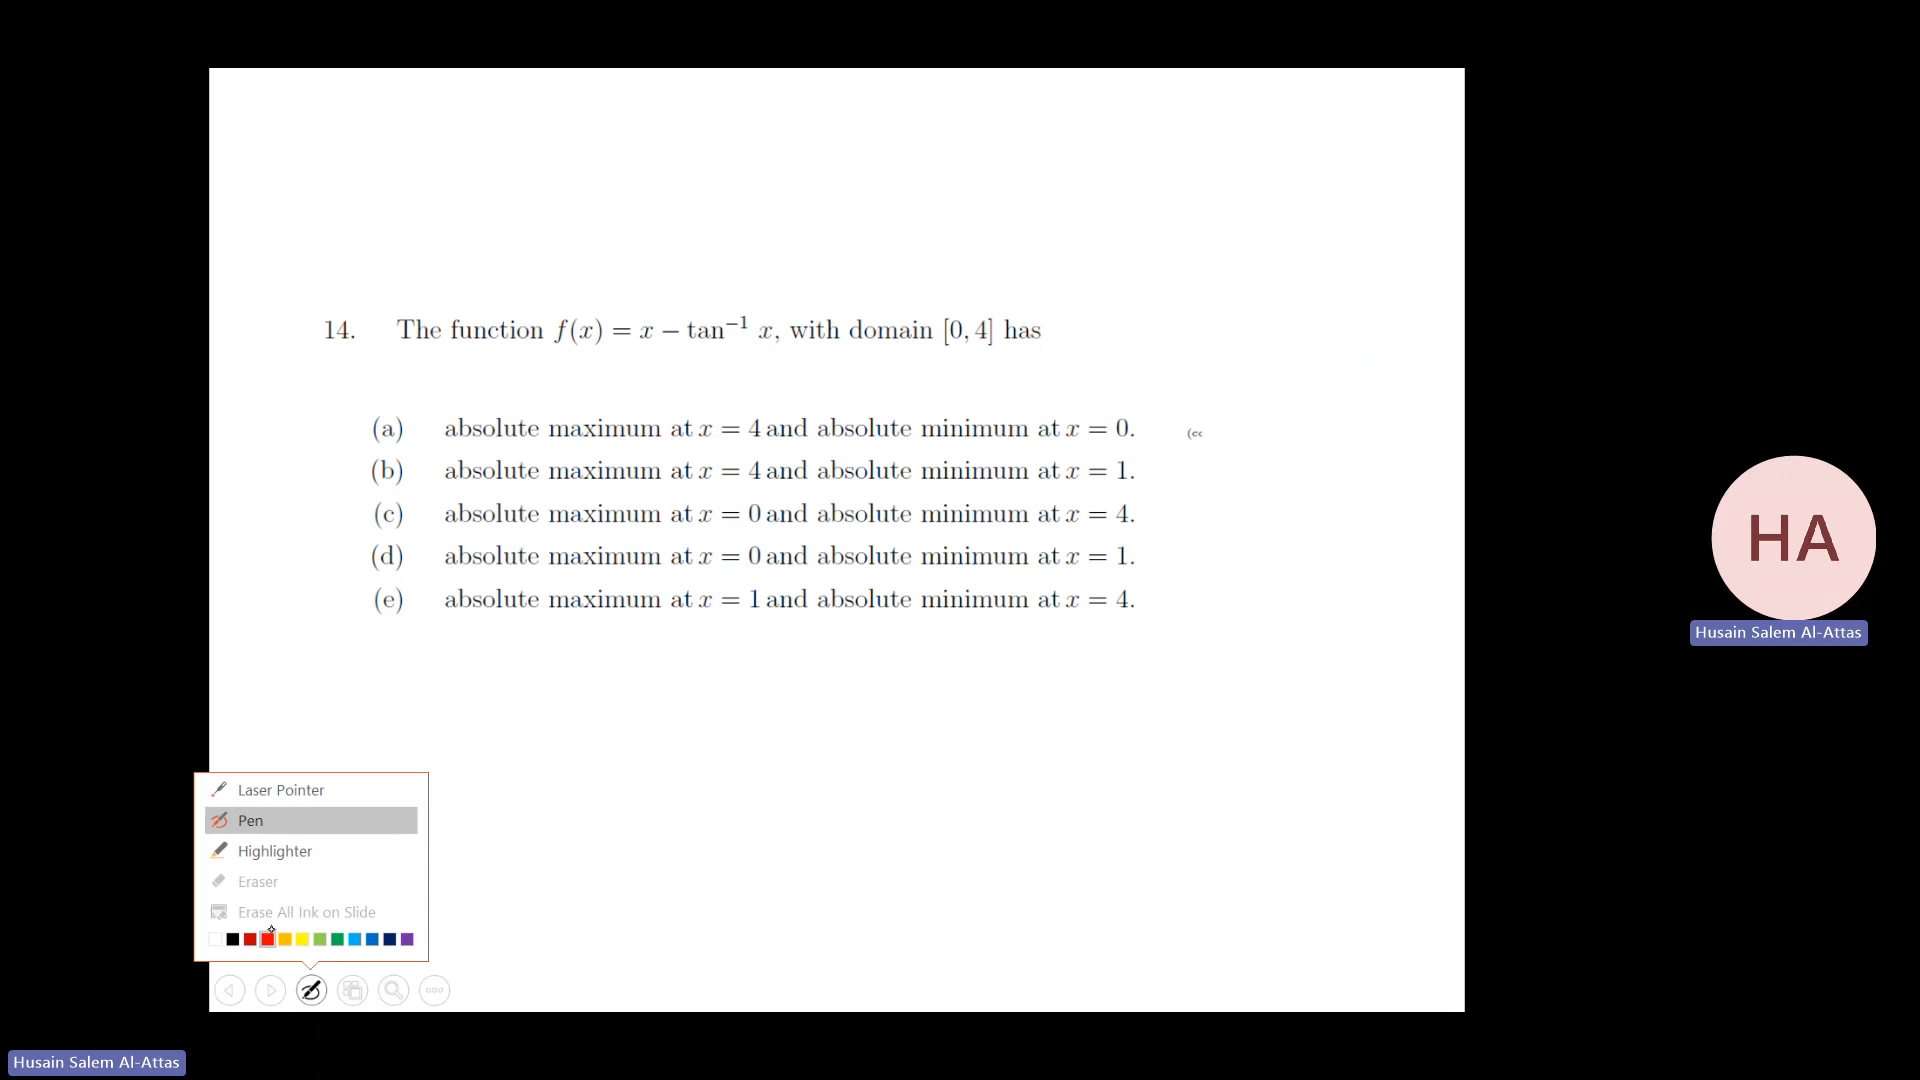 14. The function f(x) = x − tan⁻¹ x, with domain [0, 4] has
(a) absolute maximum at x = 4 and absolute minimum at x = 0. (cc
(b) absolute maximum at x = 4 and absolute minimum at x = 1.
(c) absolute maximum at x = 0 and absolute minimum at x = 4.
(d) absolute maximum at x = 0 and absolute minimum at x = 1.
(e) absolute maximum at x = 1 and absolute minimum at x = 4.
HA
Husain Salem Al-Attas
Laser Pointer
Pen
Highlighter
Eraser
Erase All Ink on Slide
Husain Salem Al-Attas